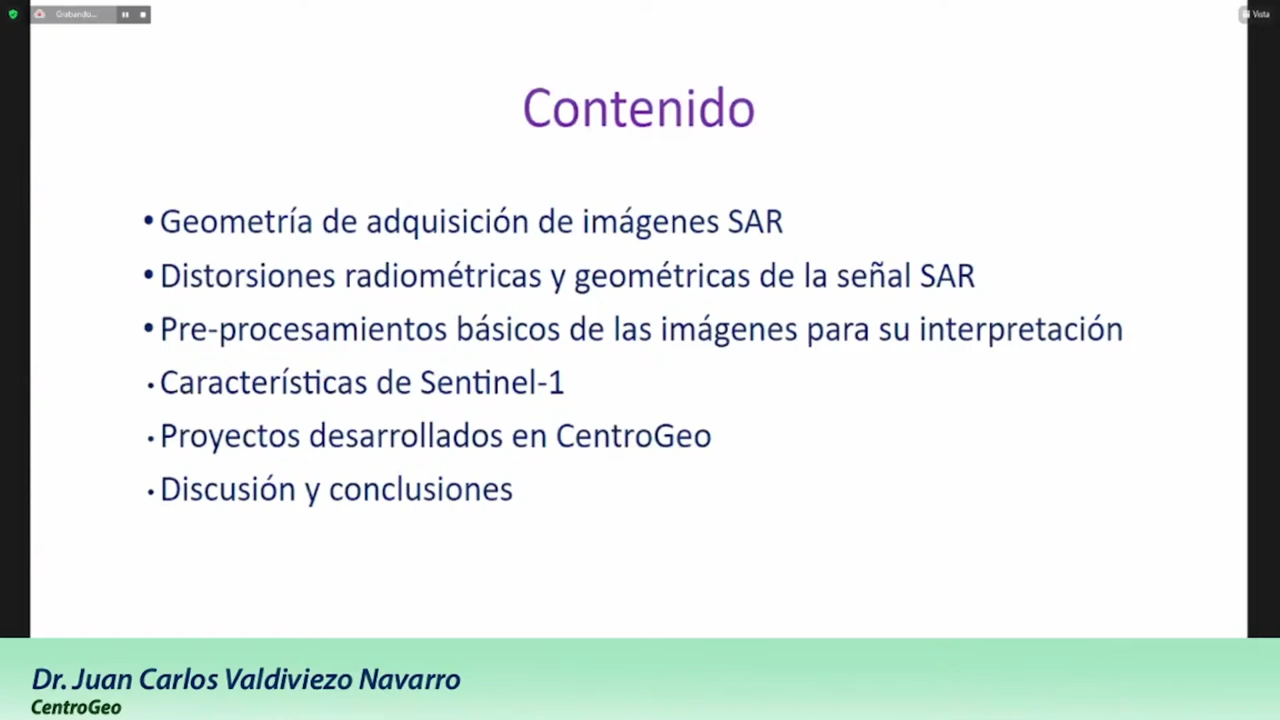 Grabando...
Vista
Contenido
• Geometría de adquisición de imágenes SAR
• Distorsiones radiométricas y geométricas de la señal SAR
• Pre-procesamientos básicos de las imágenes para su interpretación
• Características de Sentinel-1
• Proyectos desarrollados en CentroGeo
• Discusión y conclusiones
Dr. Juan Carlos Valdiviezo Navarro
CentroGeo